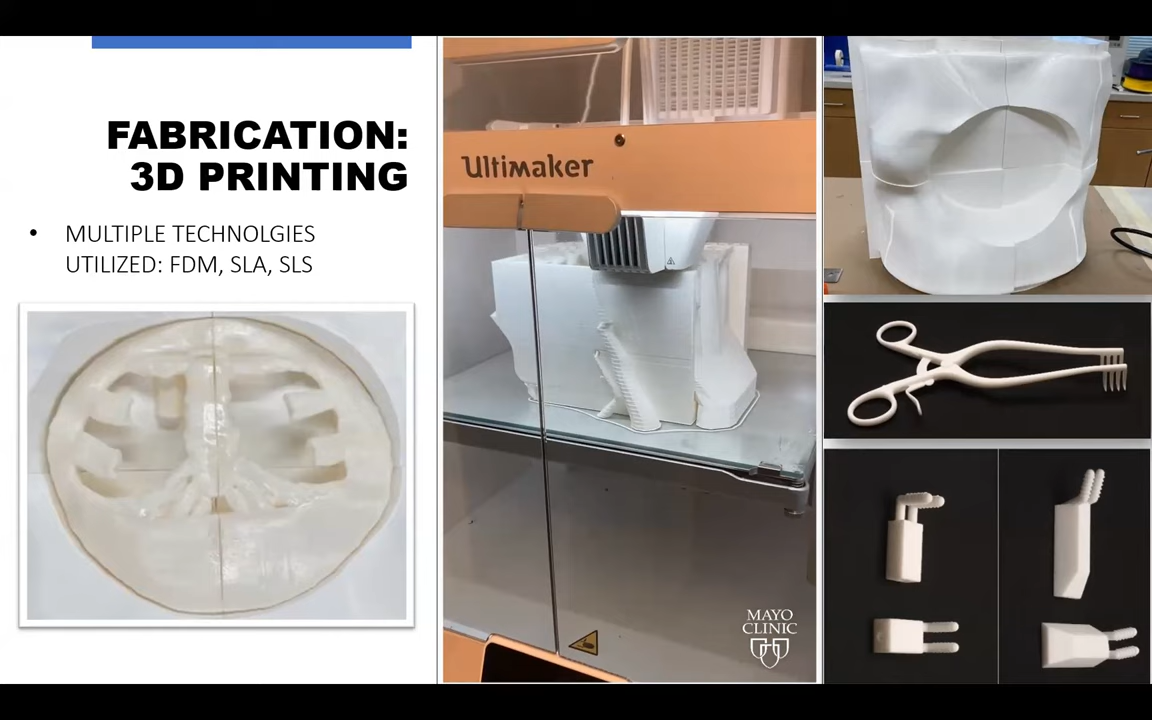 FABRICATION:
3D PRINTING
• MULTIPLE TECHNOLGIES
UTILIZED: FDM, SLA, SLS
Ultimaker
MAYO
CLINIC